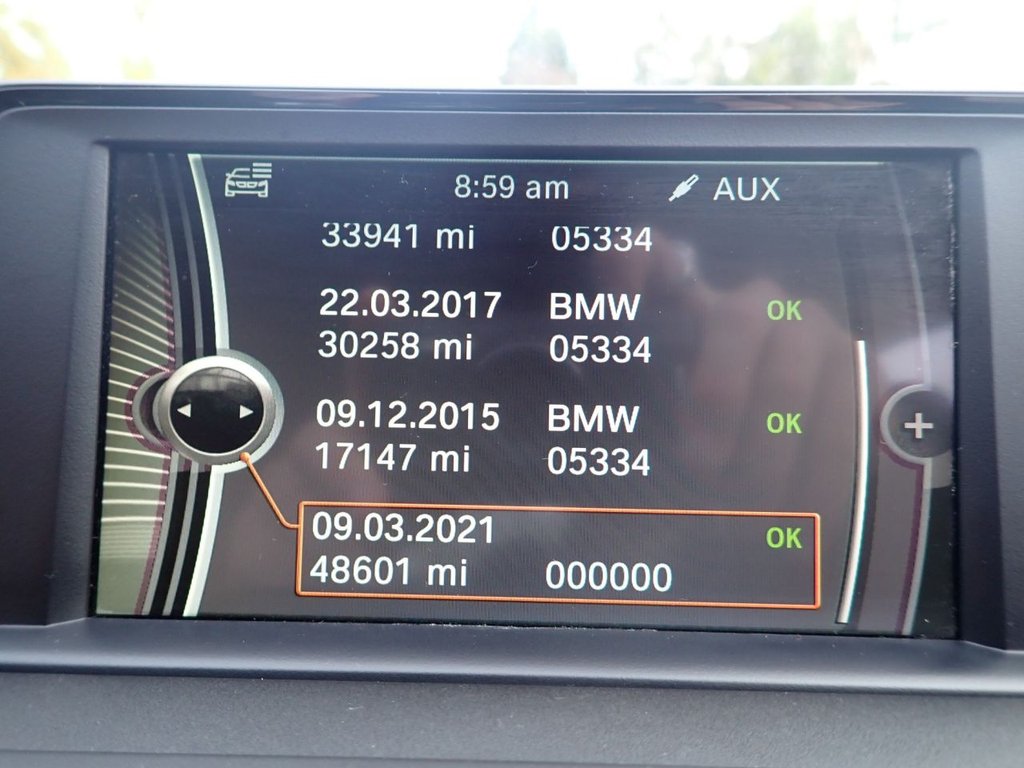 8:59 am AUX
33941 mi 05334
22.03.2017 BMW OK
30258 mi 05334
09.12.2015 BMW OK
17147 mi 05334
09.03.2021 OK
48601 mi 000000